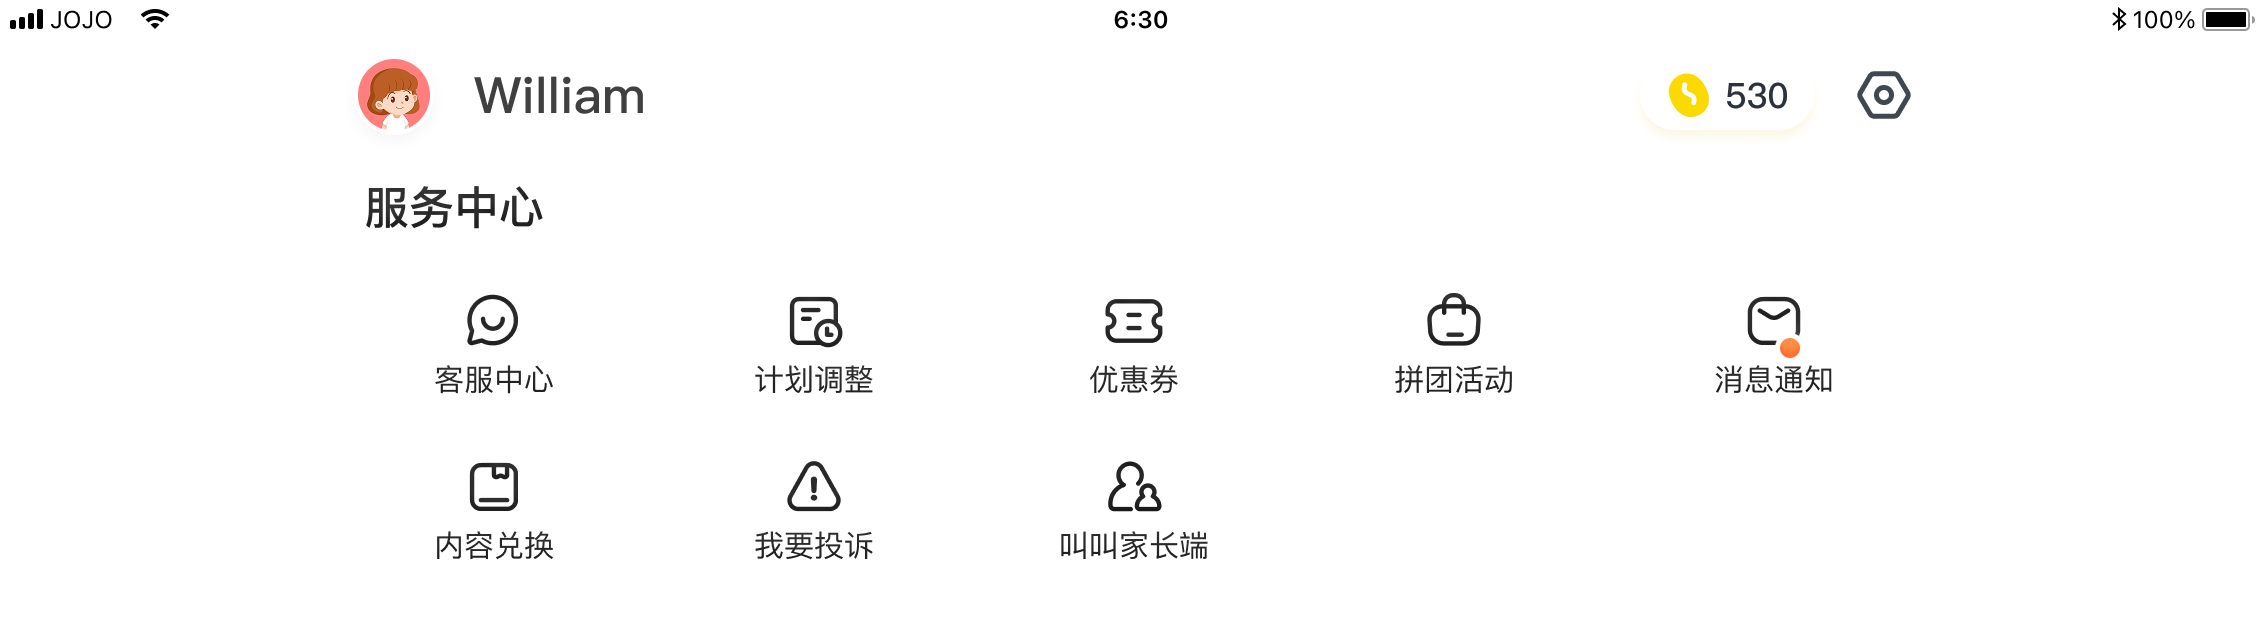 JOJO 6:30 100%
William 530
服务中心
客服中心 计划调整 优惠券 拼团活动 消息通知
内容兑换 我要投诉 叫叫家长端